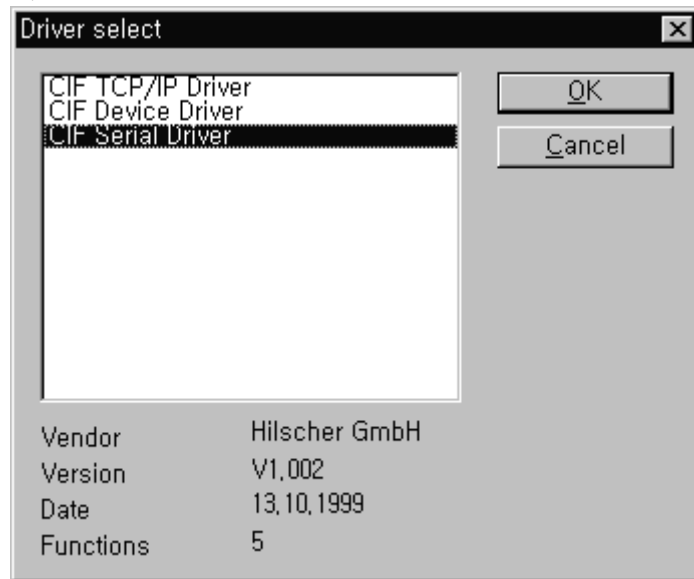 Driver select
CIF TCP/IP Driver
CIF Device Driver
CIF Serial Driver
OK
Cancel
Vendor Hilscher GmbH
Version V1,002
Date 13,10,1999
Functions 5